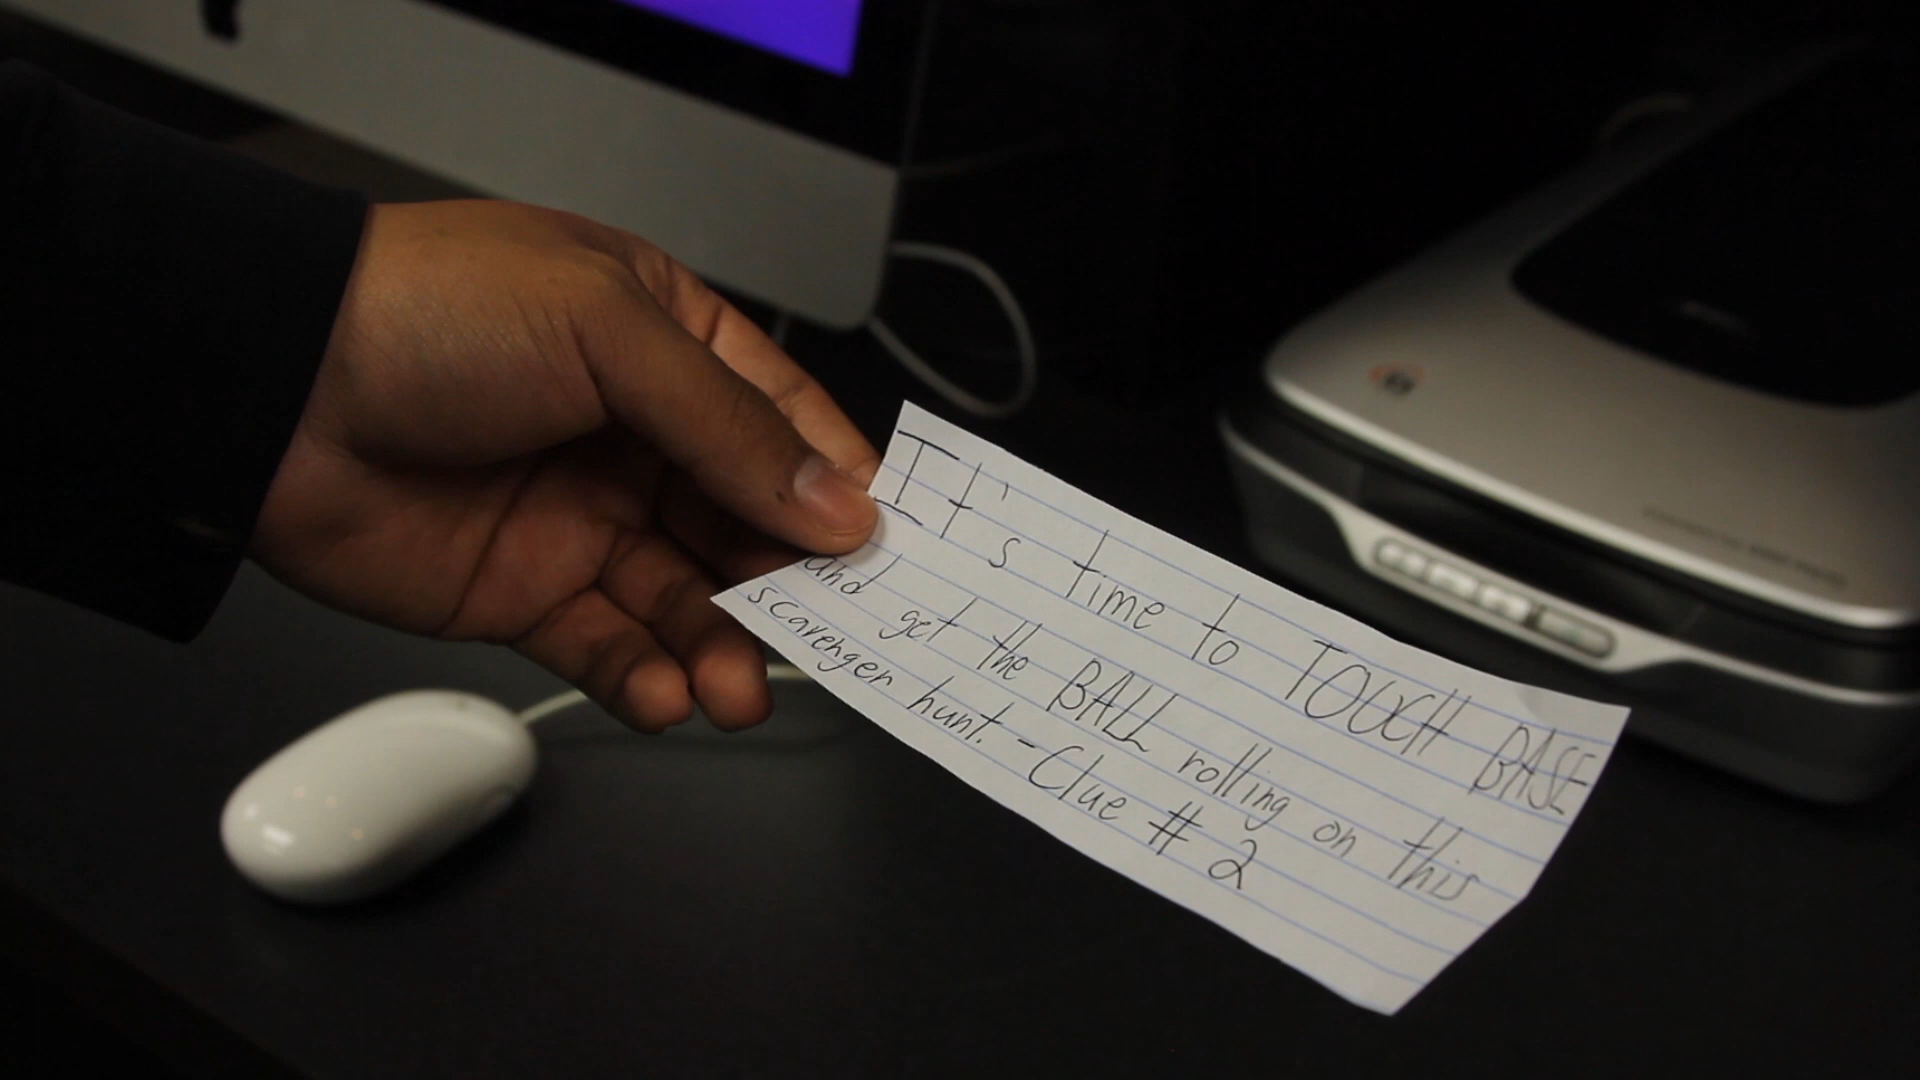 It's time to TOUCH BASE
and get the BALL rolling on this
scavenger hunt. - Clue # 2